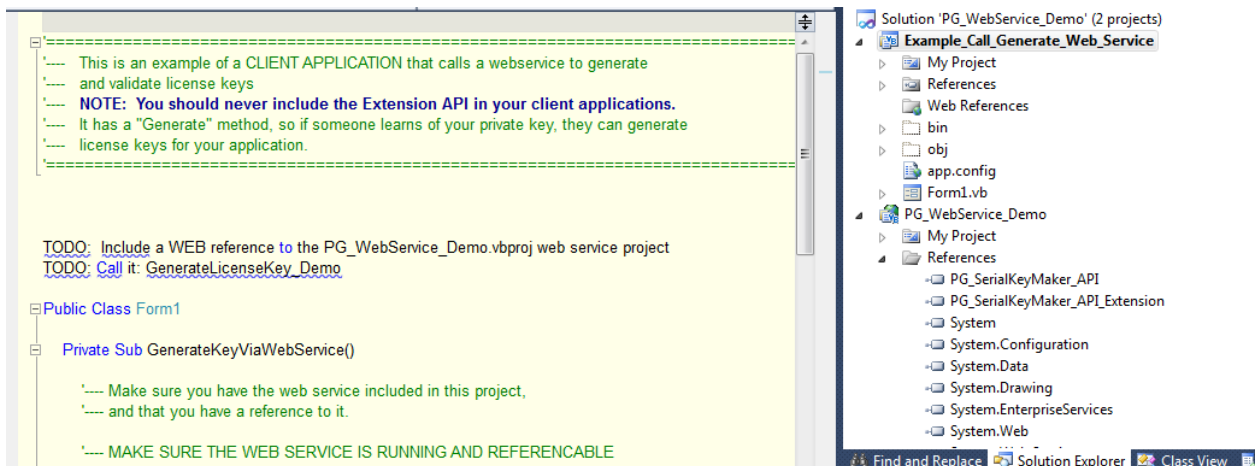 '==========================================================================
'---- This is an example of a CLIENT APPLICATION that calls a webservice to generate
'---- and validate license keys
'---- NOTE: You should never include the Extension API in your client applications.
'---- It has a "Generate" method, so if someone learns of your private key, they can generate
'---- license keys for your application.
'==========================================================================
TODO: Include a WEB reference to the PG_WebService_Demo.vbproj web service project
TODO: Call it: GenerateLicenseKey_Demo
Public Class Form1
Private Sub GenerateKeyViaWebService()
'---- Make sure you have the web service included in this project,
'---- and that you have a reference to it.
'---- MAKE SURE THE WEB SERVICE IS RUNNING AND REFERENCABLE
Solution 'PG_WebService_Demo' (2 projects)
Example_Call_Generate_Web_Service
My Project
References
Web References
bin
obj
app.config
Form1.vb
PG_WebService_Demo
My Project
References
PG_SerialKeyMaker_API
PG_SerialKeyMaker_API_Extension
System
System.Configuration
System.Data
System.Drawing
System.EnterpriseServices
System.Web
Find and Replace Solution Explorer Class View